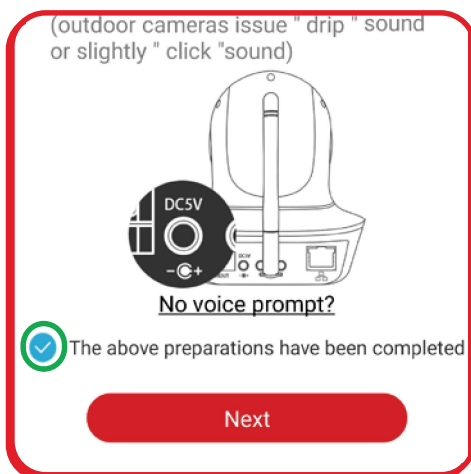 (outdoor cameras issue " drip " sound
or slightly " click "sound)
DC5V
DC5V
No voice prompt?
The above preparations have been completed
Next